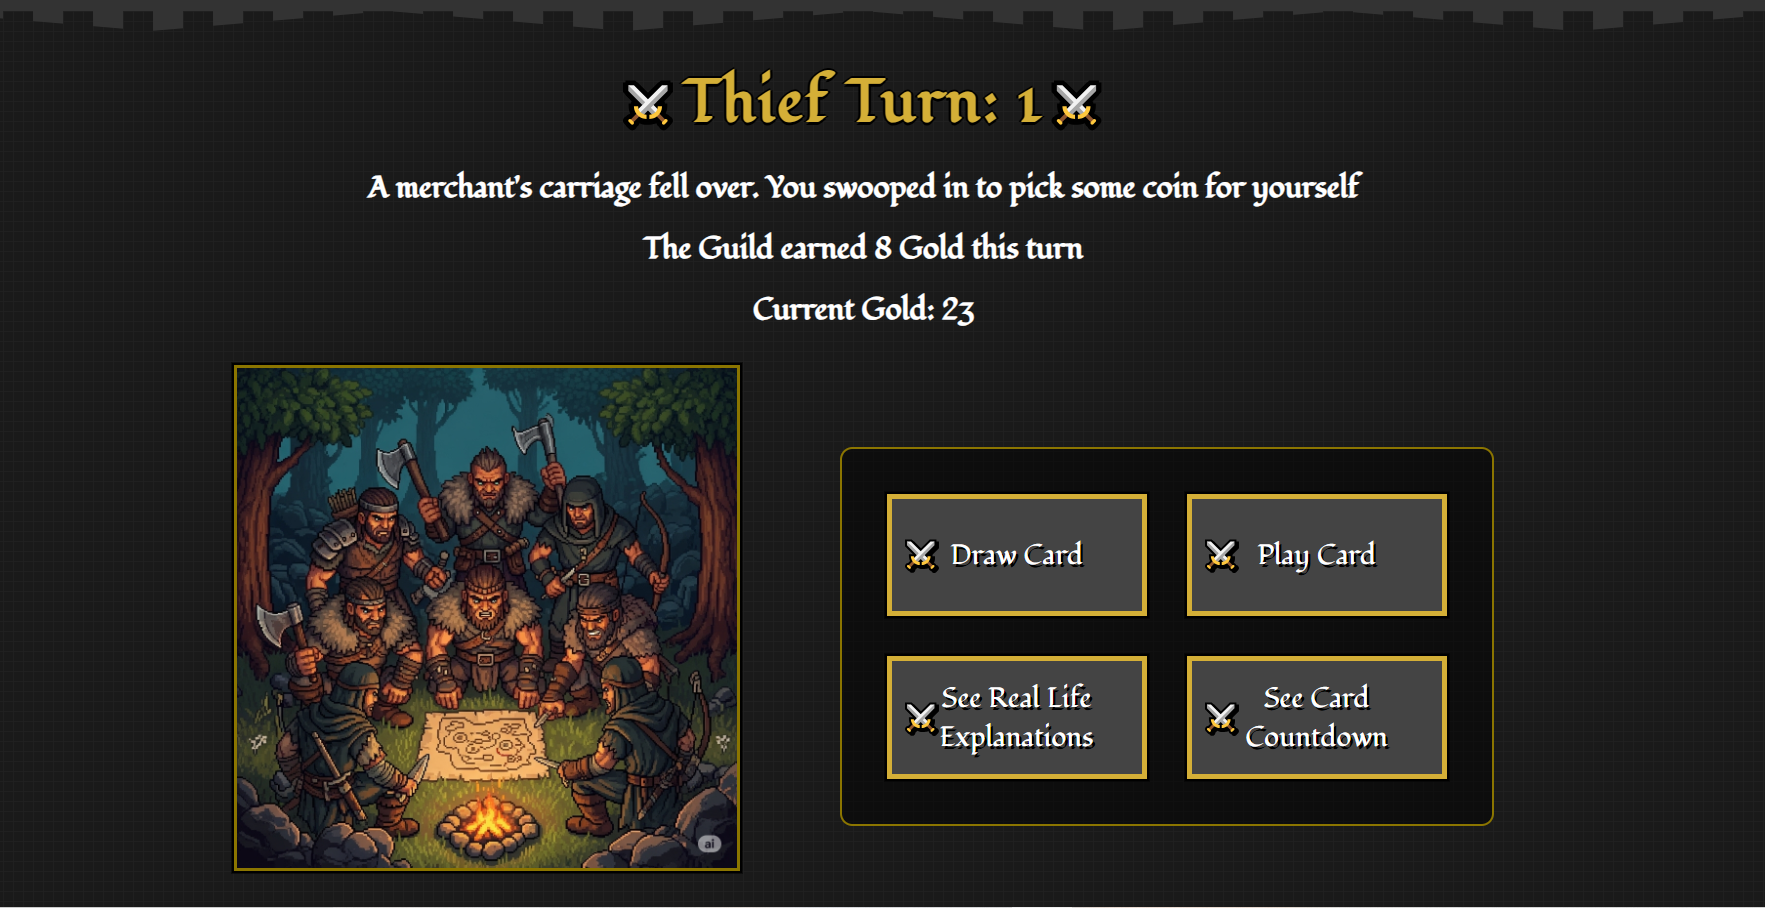 Thief Turn: 1
A merchant's carriage fell over. You swooped in to pick some coin for yourself
The Guild earned 8 Gold this turn
Current Gold: 23
Draw Card
Play Card
See Real Life
Explanations
See Card
Countdown
ai